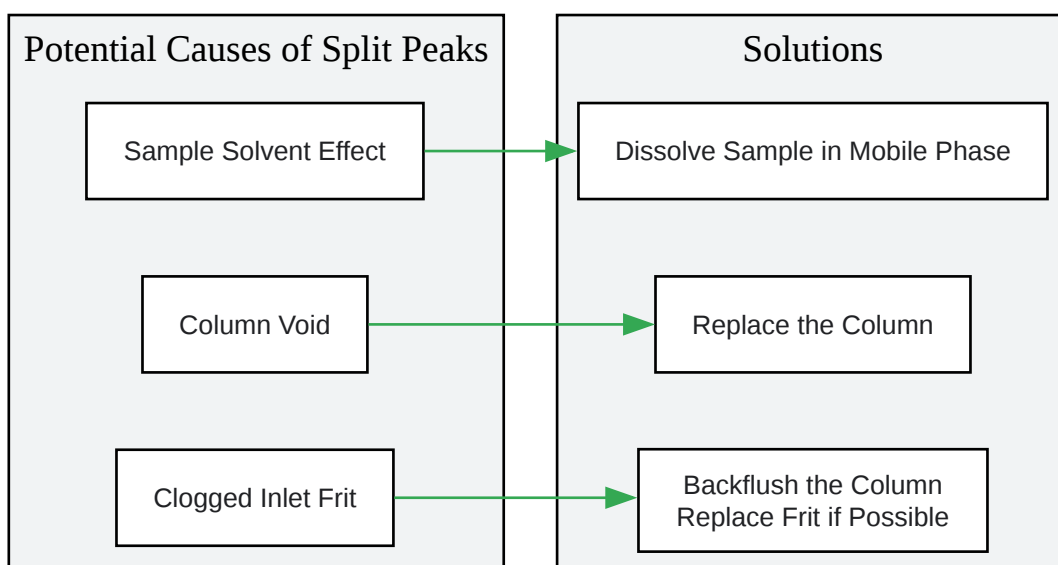 Potential Causes of Split Peaks
Solutions
Sample Solvent Effect
Dissolve Sample in Mobile Phase
Column Void
Replace the Column
Clogged Inlet Frit
Backflush the Column
Replace Frit if Possible